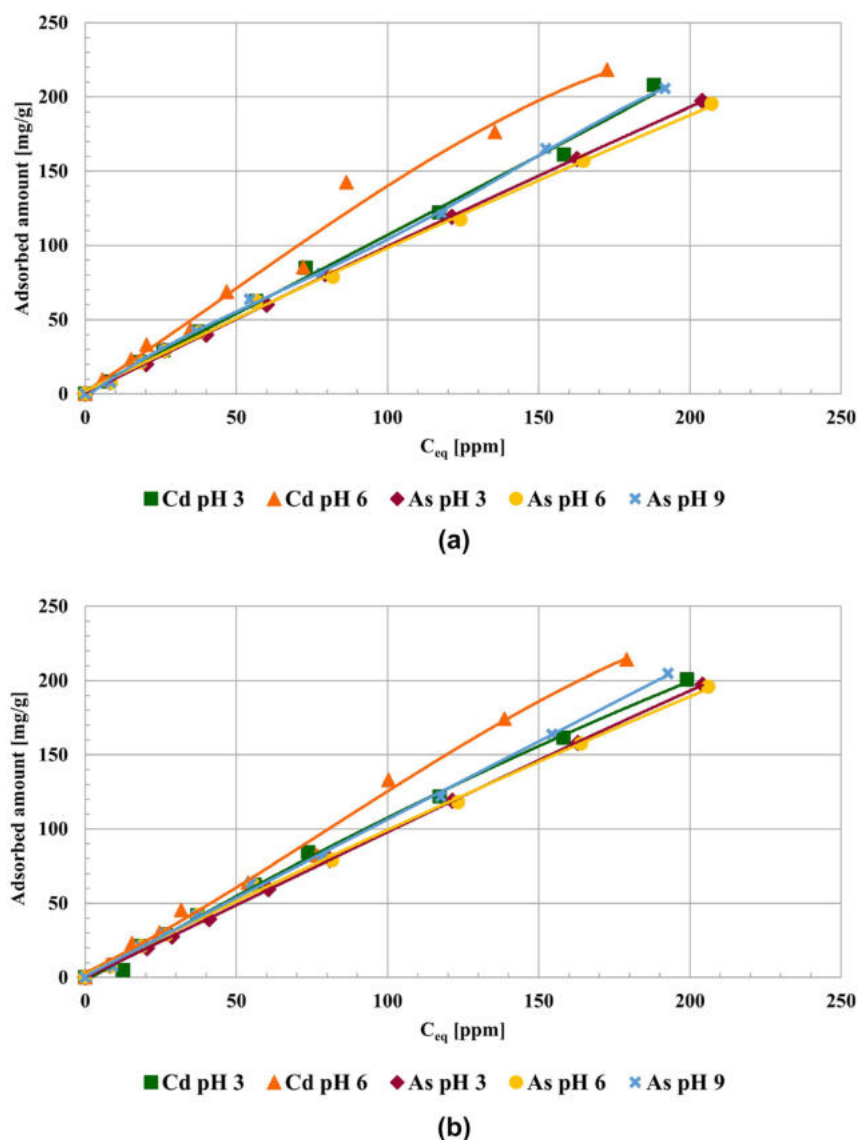 250
200
150
100
50
0
Adsorbed amount [mg/g]
0 50 100 150 200 250
C_eq [ppm]
Cd pH 3 Cd pH 6 As pH 3 As pH 6 As pH 9
(a)
250
200
150
100
50
0
Adsorbed amount [mg/g]
0 50 100 150 200 250
C_eq [ppm]
Cd pH 3 Cd pH 6 As pH 3 As pH 6 As pH 9
(b)